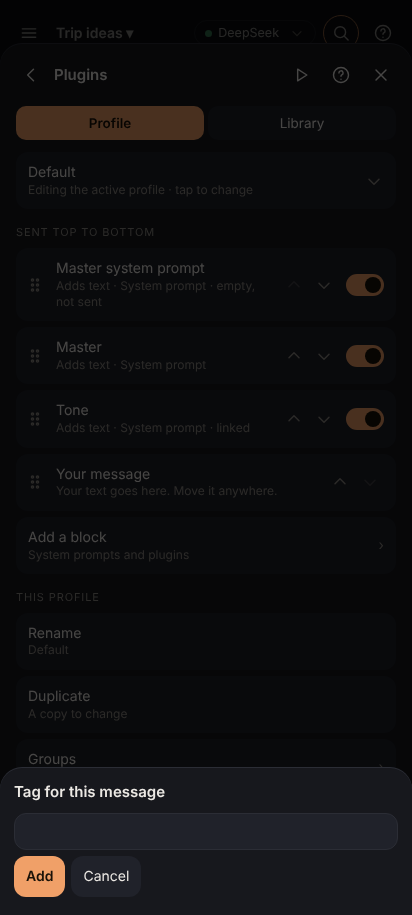 Trip ideas ▾
DeepSeek
Plugins
Profile
Library
Default
Editing the active profile · tap to change
SENT TOP TO BOTTOM
Master system prompt
Adds text · System prompt · empty,
not sent
Master
Adds text · System prompt
Tone
Adds text · System prompt · linked
Your message
Your text goes here. Move it anywhere.
Add a block
System prompts and plugins
THIS PROFILE
Rename
Default
Duplicate
A copy to change
Groups
Tag for this message
Add
Cancel